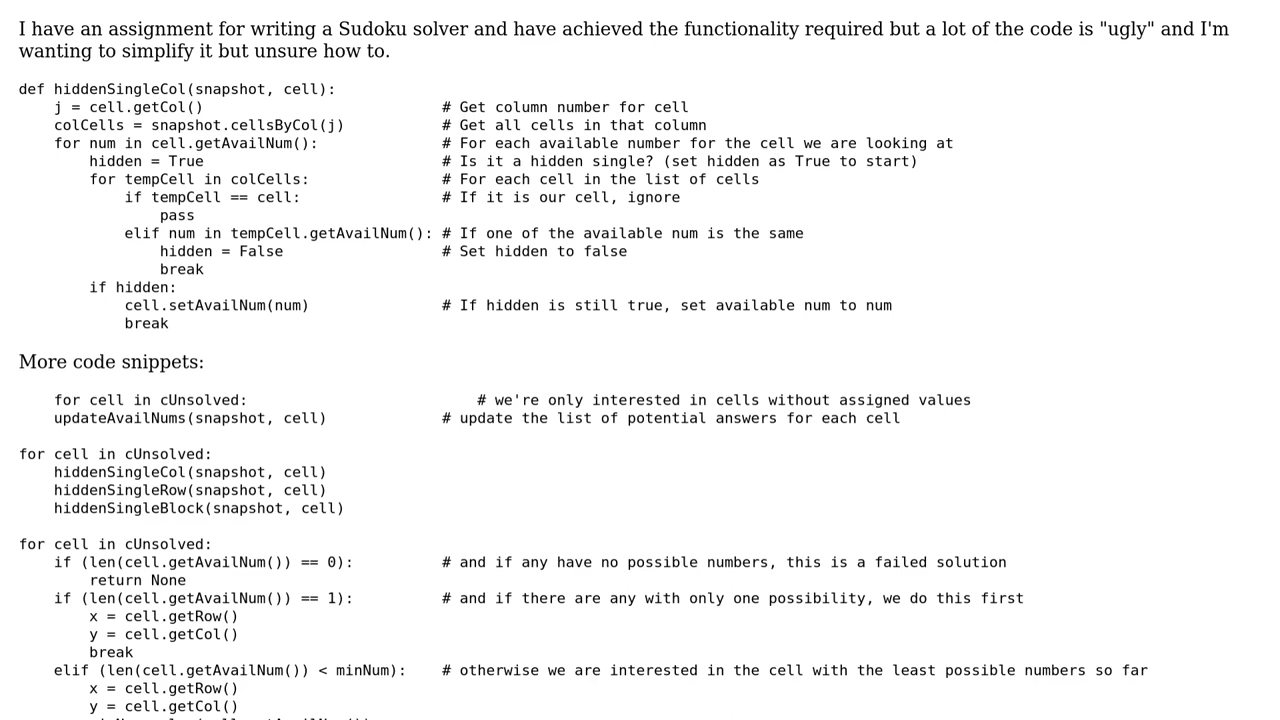 I have an assignment for writing a Sudoku solver and have achieved the functionality required but a lot of the code is "ugly" and I'm
wanting to simplify it but unsure how to.
def hiddenSingleCol(snapshot, cell):
    j = cell.getCol()                           # Get column number for cell
    colCells = snapshot.cellsByCol(j)           # Get all cells in that column
    for num in cell.getAvailNum():              # For each available number for the cell we are looking at
        hidden = True                           # Is it a hidden single? (set hidden as True to start)
        for tempCell in colCells:               # For each cell in the list of cells
            if tempCell == cell:                # If it is our cell, ignore
                pass
            elif num in tempCell.getAvailNum(): # If one of the available num is the same
                hidden = False                  # Set hidden to false
                break
        if hidden:
            cell.setAvailNum(num)               # If hidden is still true, set available num to num
            break
More code snippets:
    for cell in cUnsolved:                          # we're only interested in cells without assigned values
    updateAvailNums(snapshot, cell)             # update the list of potential answers for each cell
for cell in cUnsolved:
    hiddenSingleCol(snapshot, cell)
    hiddenSingleRow(snapshot, cell)
    hiddenSingleBlock(snapshot, cell)
for cell in cUnsolved:
    if (len(cell.getAvailNum()) == 0):          # and if any have no possible numbers, this is a failed solution
        return None
    if (len(cell.getAvailNum()) == 1):          # and if there are any with only one possibility, we do this first
        x = cell.getRow()
        y = cell.getCol()
        break
    elif (len(cell.getAvailNum()) < minNum):    # otherwise we are interested in the cell with the least possible numbers so far
        x = cell.getRow()
        y = cell.getCol()